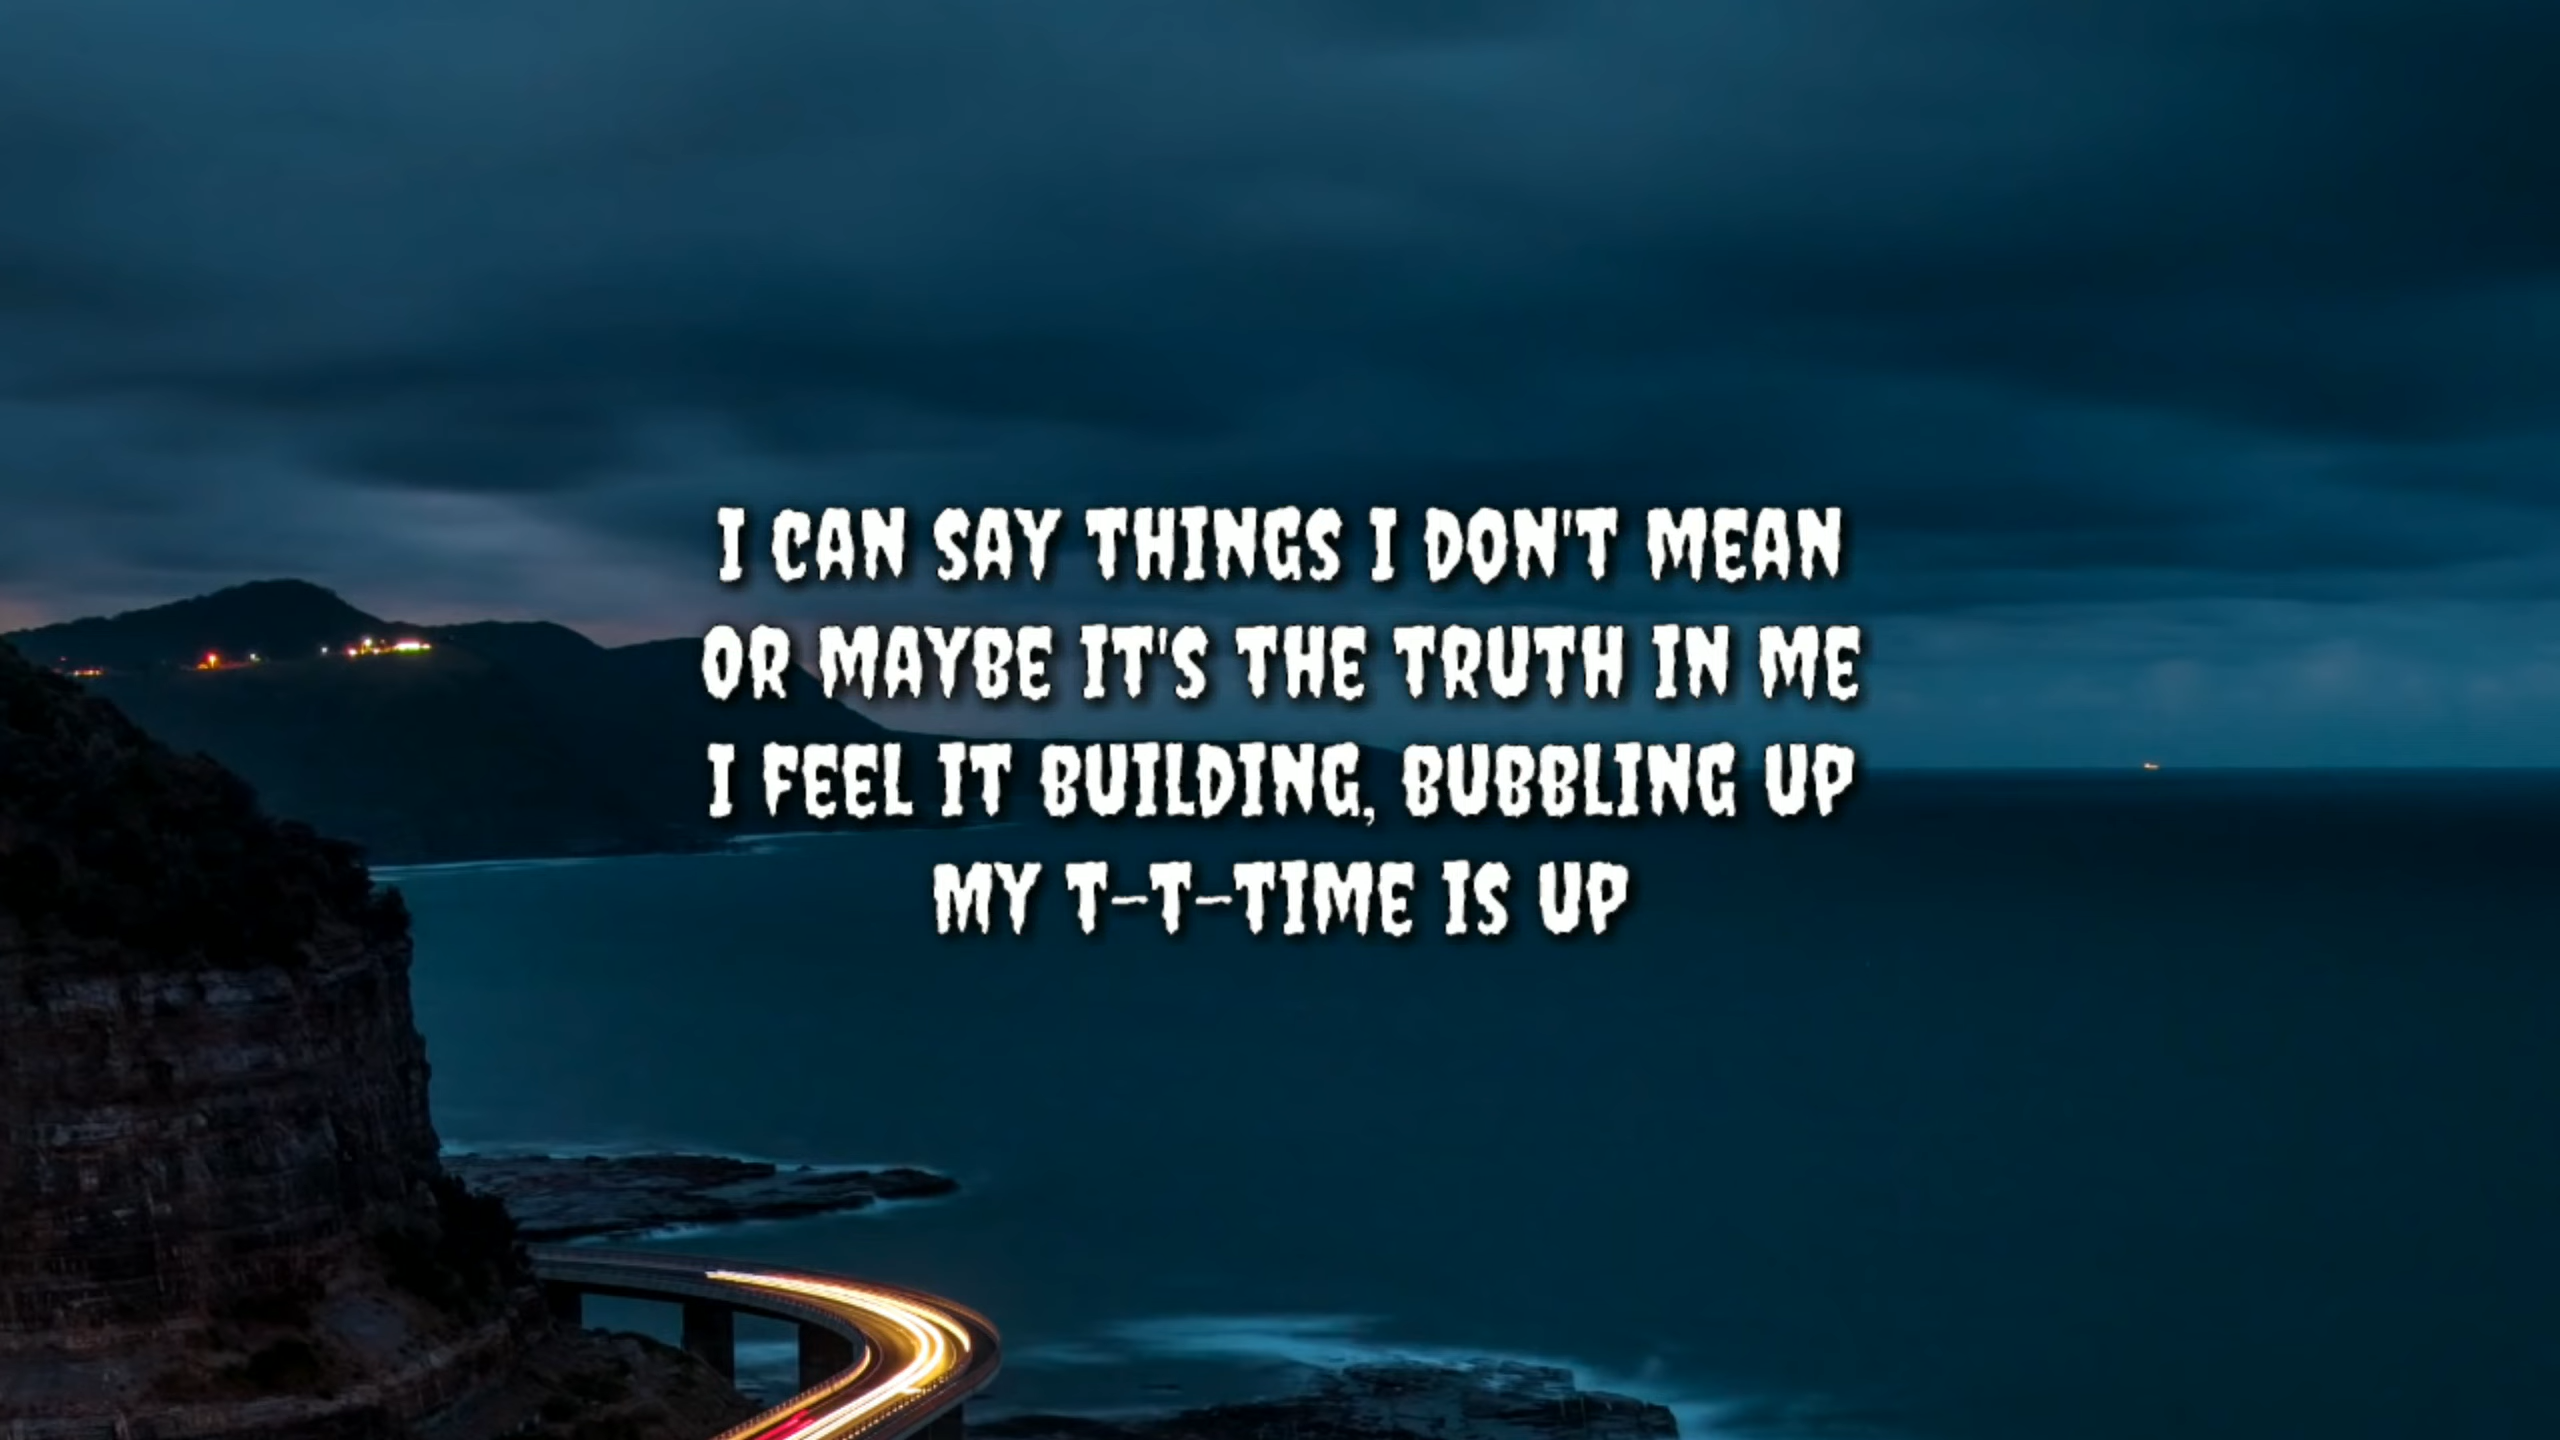 I CAN SAY THINGS I DON'T MEAN
OR MAYBE IT'S THE TRUTH IN ME
I FEEL IT BUILDING, BUBBLING UP
MY T-T-TIME IS UP